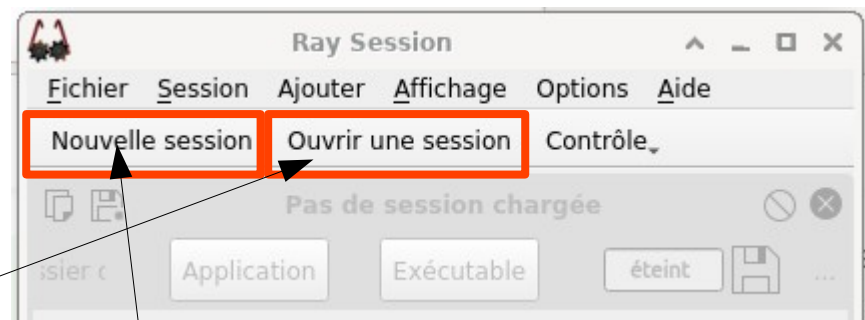 Ray Session
Fichier Session Ajouter Affichage Options Aide
Nouvelle session Ouvrir une session Contrôle
Pas de session chargée
Application Exécutable éteint ...